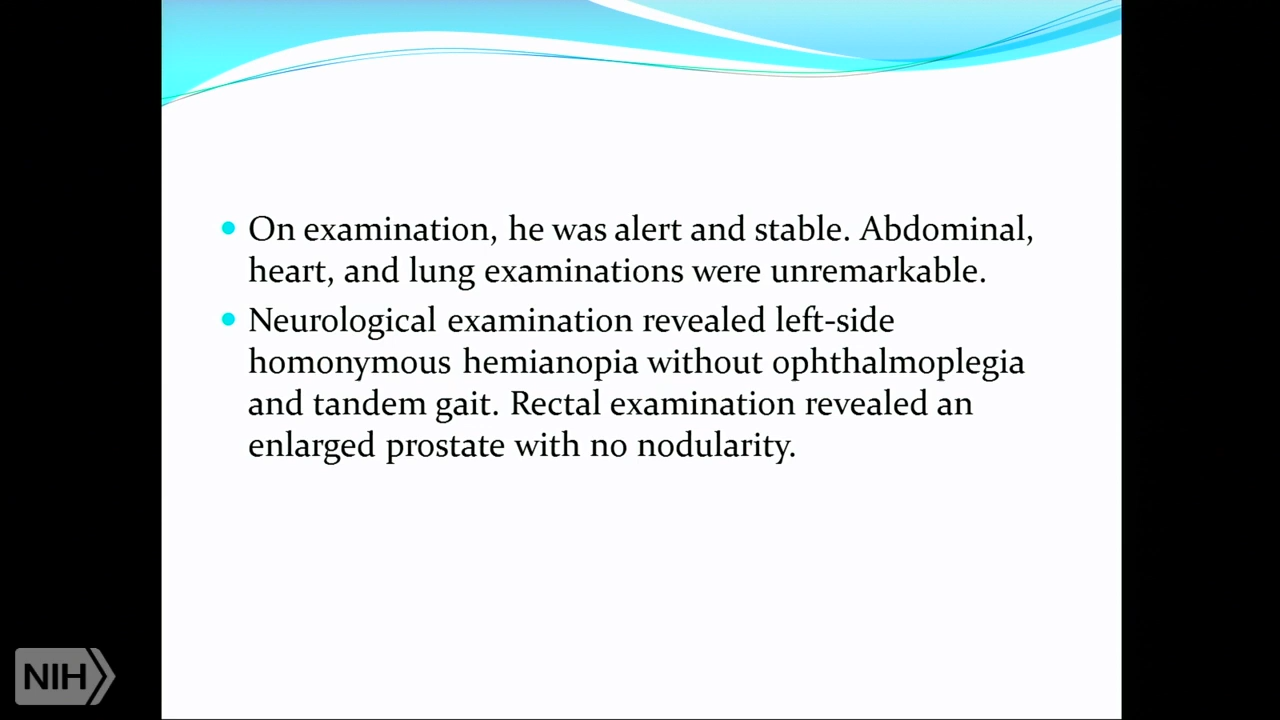 On examination, he was alert and stable. Abdominal,
heart, and lung examinations were unremarkable.
Neurological examination revealed left-side
homonymous hemianopia without ophthalmoplegia
and tandem gait. Rectal examination revealed an
enlarged prostate with no nodularity.
NIH